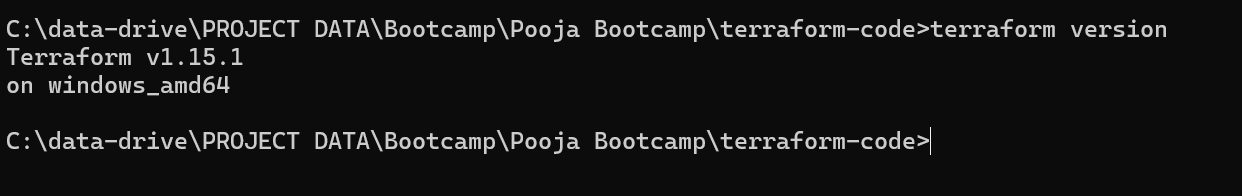 C:\data-drive\PROJECT DATA\Bootcamp\Pooja Bootcamp\terraform-code>terraform version
Terraform v1.15.1
on windows_amd64
C:\data-drive\PROJECT DATA\Bootcamp\Pooja Bootcamp\terraform-code>